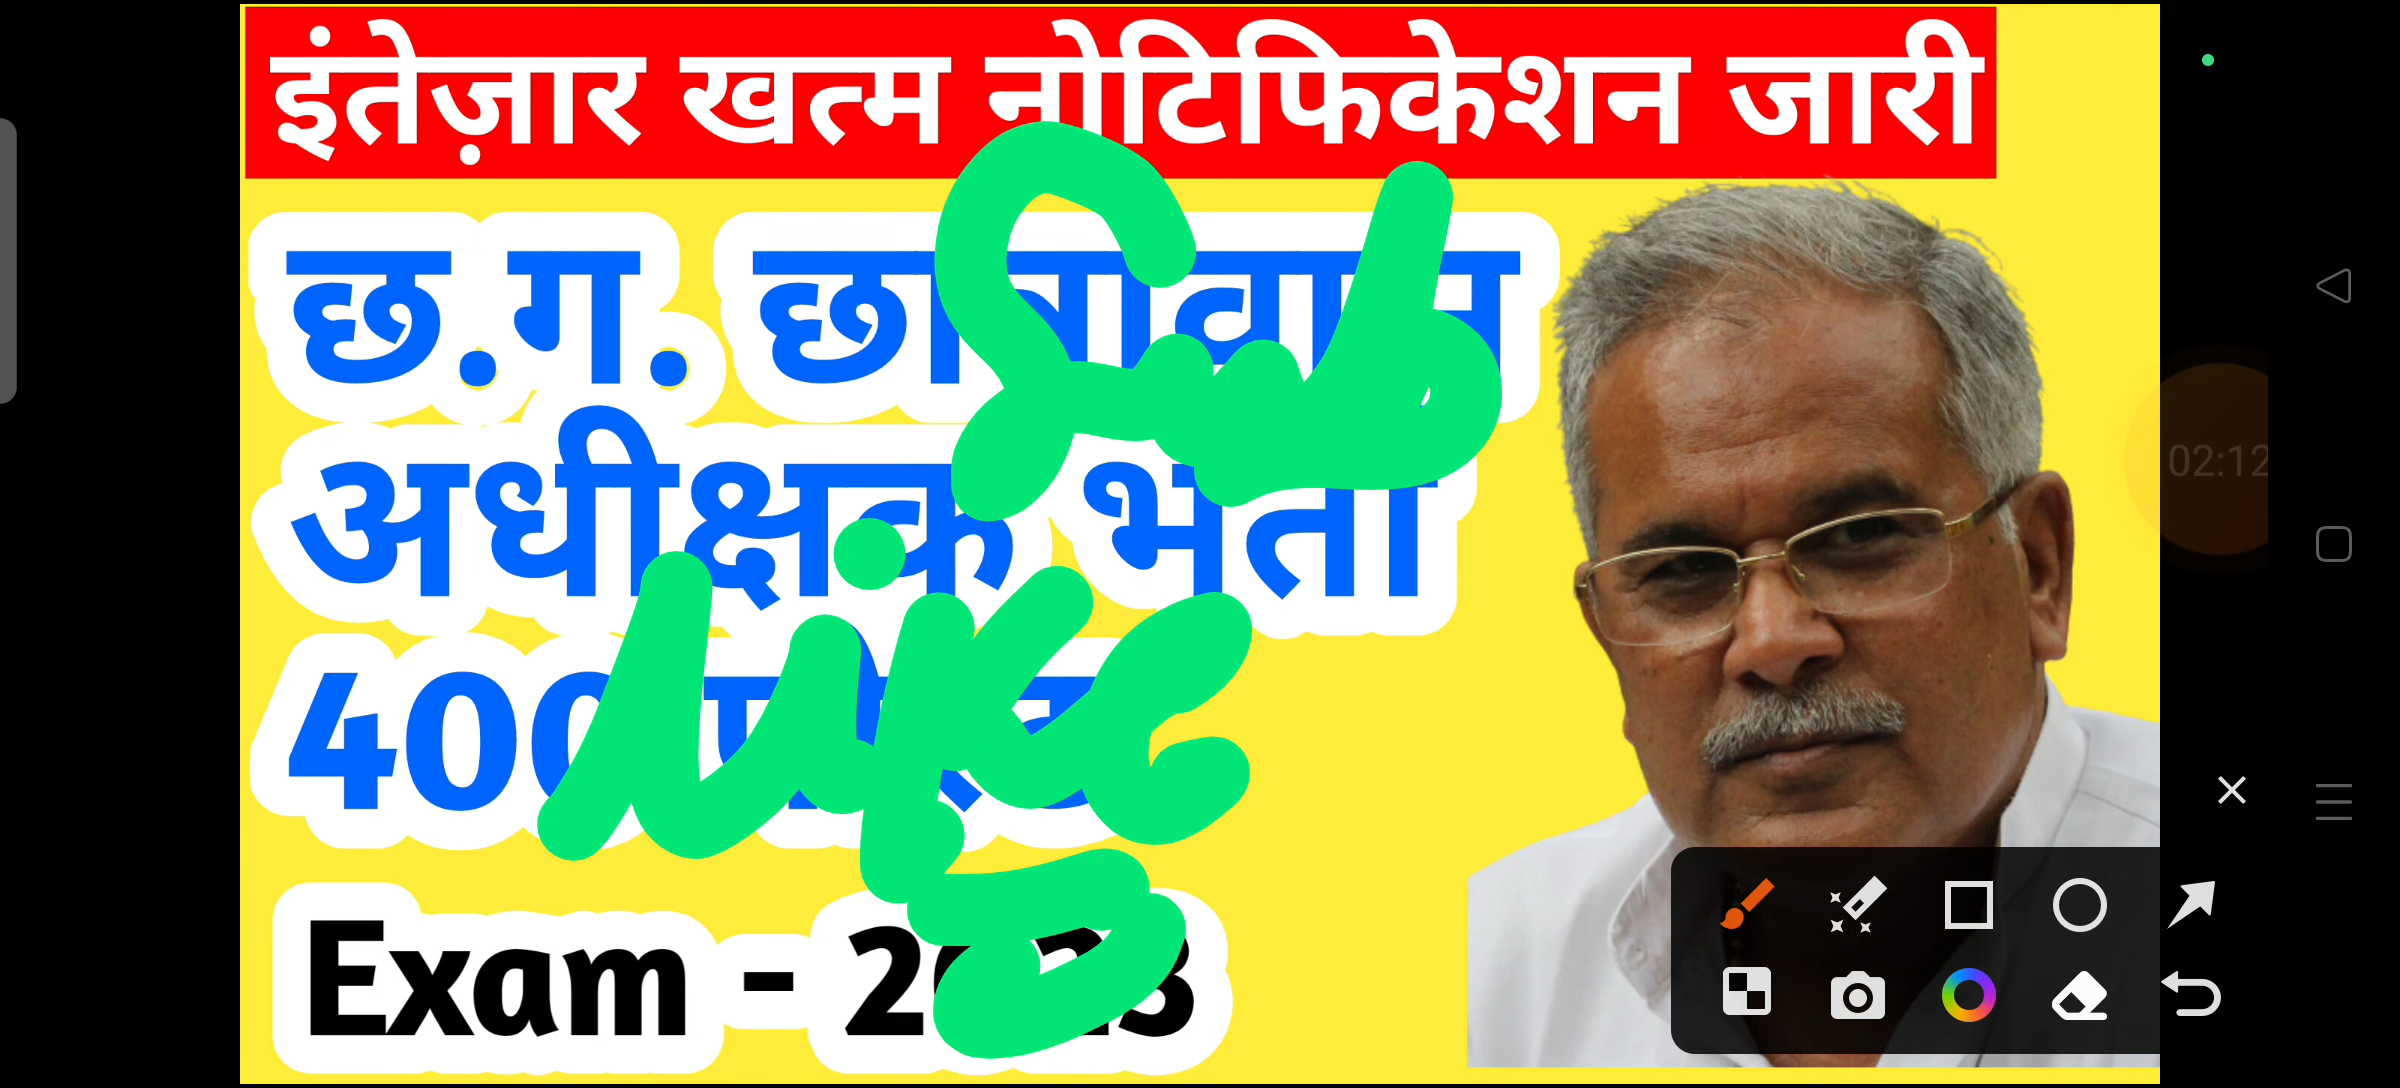 इंतेज़ार खत्म नोटिफिकेशन जारी
छ.ग.
Sub
अधीक्षक भर्ती
400
Like
Exam - 2023
02:12